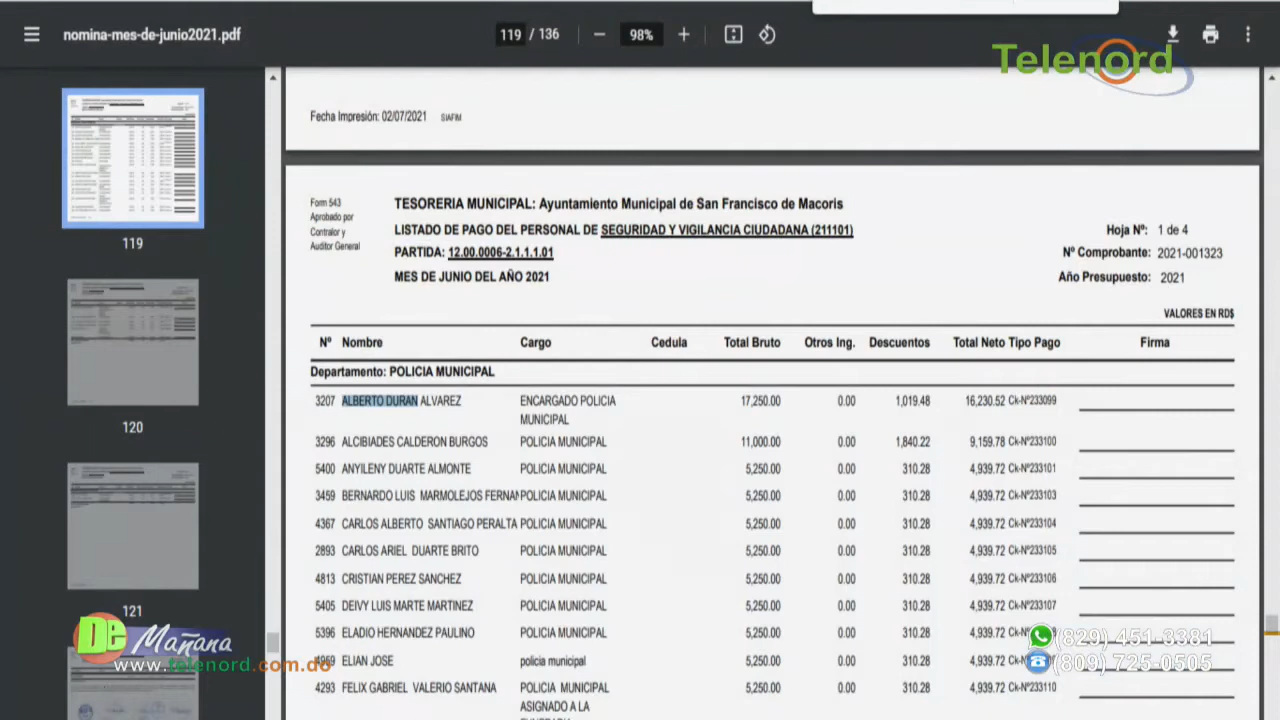 nomina-mes-de-junio2021.pdf
119 / 136
98%
Telenord
Fecha Impresión: 02/07/2021 SIAFIM
Form 543
Aprobado por
Contralor y
Auditor General
TESORERIA MUNICIPAL: Ayuntamiento Municipal de San Francisco de Macoris
LISTADO DE PAGO DEL PERSONAL DE SEGURIDAD Y VIGILANCIA CIUDADANA (211101)
PARTIDA: 12.00.0006-2.1.1.1.01
MES DE JUNIO DEL AÑO 2021
Hoja Nº: 1 de 4
Nº Comprobante: 2021-001323
Año Presupuesto: 2021
VALORES EN RD$
Nº Nombre Cargo Cedula Total Bruto Otros Ing. Descuentos Total Neto Tipo Pago Firma
Departamento: POLICIA MUNICIPAL
3207 ALBERTO DURAN ALVAREZ ENCARGADO POLICIA 17,250.00 0.00 1,019.48 16,230.52 Ck-Nº233099
MUNICIPAL
3296 ALCIBIADES CALDERON BURGOS POLICIA MUNICIPAL 11,000.00 0.00 1,840.22 9,159.78 Ck-Nº233100
5400 ANYILENY DUARTE ALMONTE POLICIA MUNICIPAL 5,250.00 0.00 310.28 4,939.72 Ck-Nº233101
3459 BERNARDO LUIS MARMOLEJOS FERNAN POLICIA MUNICIPAL 5,250.00 0.00 310.28 4,939.72 Ck-Nº233103
4367 CARLOS ALBERTO SANTIAGO PERALTA POLICIA MUNICIPAL 5,250.00 0.00 310.28 4,939.72 Ck-Nº233104
2893 CARLOS ARIEL DUARTE BRITO POLICIA MUNICIPAL 5,250.00 0.00 310.28 4,939.72 Ck-Nº233105
4813 CRISTIAN PEREZ SANCHEZ POLICIA MUNICIPAL 5,250.00 0.00 310.28 4,939.72 Ck-Nº233106
5405 DEIVY LUIS MARTE MARTINEZ POLICIA MUNICIPAL 5,250.00 0.00 310.28 4,939.72 Ck-Nº233107
5396 ELADIO HERNANDEZ PAULINO POLICIA MUNICIPAL 5,250.00 0.00 310.28 4,939.72
ELIAN JOSE policia municipal 5,250.00 0.00 310.28 4,939.72
4293 FELIX GABRIEL VALERIO SANTANA POLICIA MUNICIPAL 5,250.00 0.00 310.28 4,939.72 Ck-Nº233110
ASIGNADO A LA
119
120
121
De Mañana
www.telenord.com.do
(829) 451-3381
(809) 725-0505